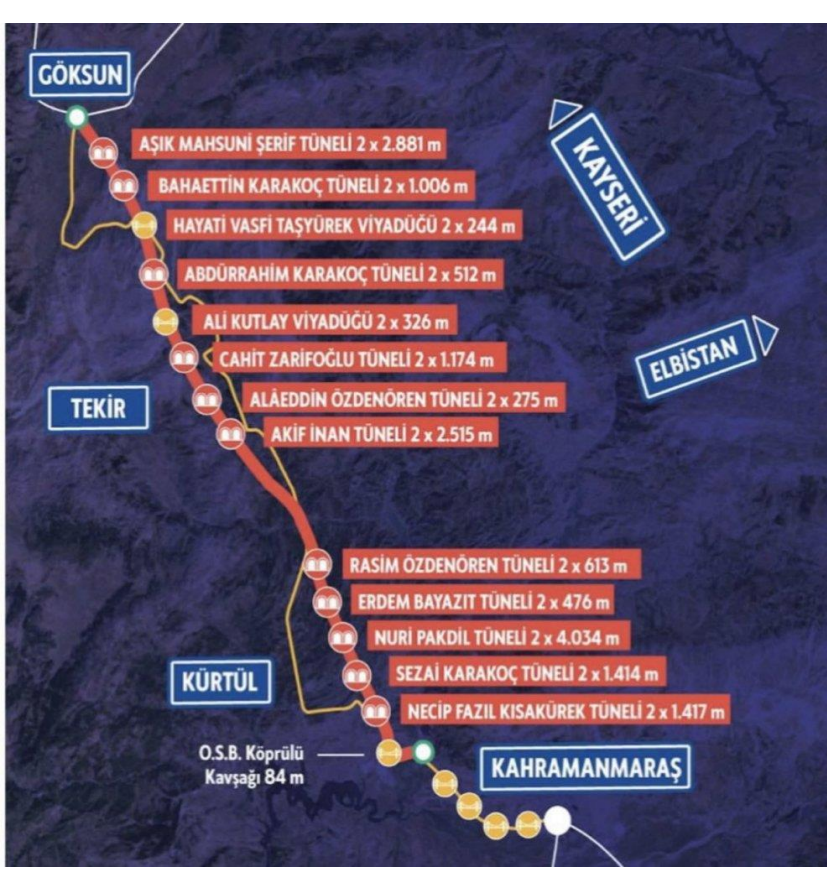 GÖKSUN
AŞIK MAHSUNİ ŞERİF TÜNELİ 2 x 2.881 m
BAHAETTİN KARAKOÇ TÜNELİ 2 x 1.006 m
KAYSERİ
HAYATİ VASFİ TAŞYÜREK VİYADÜĞÜ 2 x 244 m
ABDÜRRAHİM KARAKOÇ TÜNELİ 2 x 512 m
ALİ KUTLAY VİYADÜĞÜ 2 x 326 m
ELBİSTAN
CAHİT ZARİFOĞLU TÜNELİ 2 x 1.174 m
TEKİR
ALÂEDDİN ÖZDENÖREN TÜNELİ 2 x 275 m
AKİF İNAN TÜNELİ 2 x 2.515 m
RASİM ÖZDENÖREN TÜNELİ 2 x 613 m
ERDEM BAYAZIT TÜNELİ 2 x 476 m
NURİ PAKDİL TÜNELİ 2 x 4.034 m
SEZAİ KARAKOÇ TÜNELİ 2 x 1.414 m
KÜRTÜL
NECİP FAZIL KISAKÜREK TÜNELİ 2 x 1.417 m
O.S.B. Köprülü
Kavşağı 84 m
KAHRAMANMARAŞ